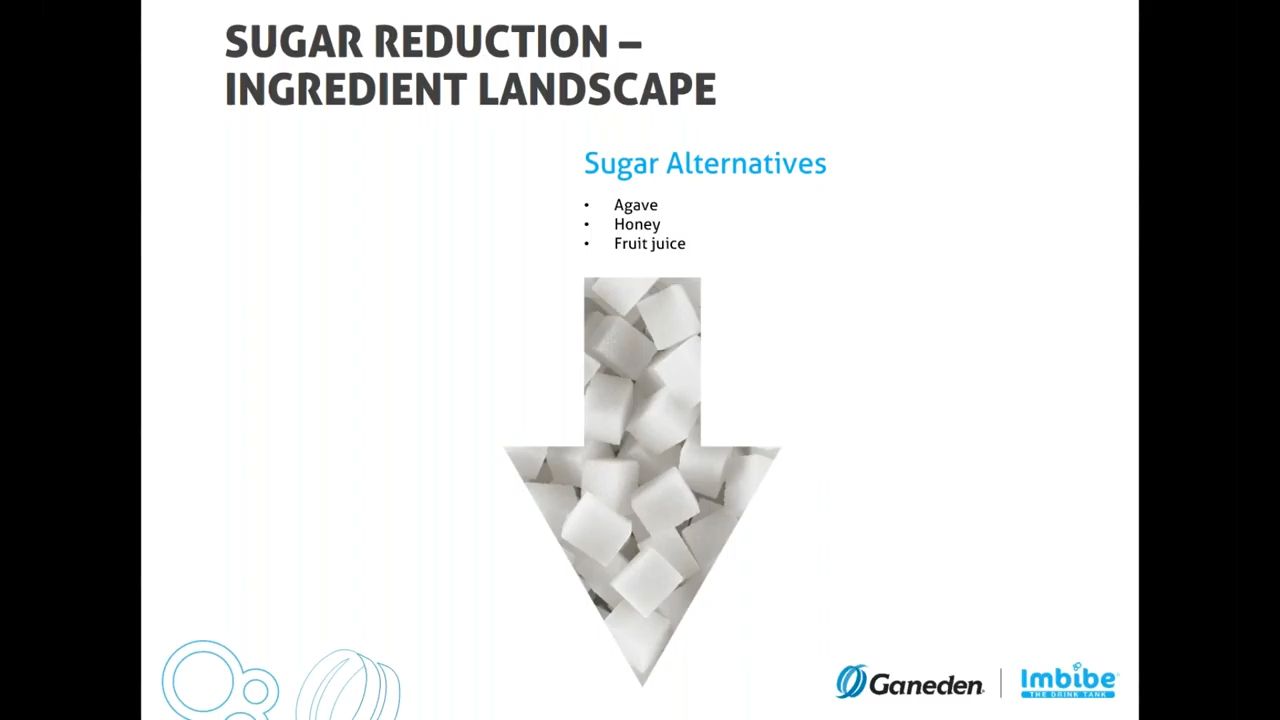 SUGAR REDUCTION –
INGREDIENT LANDSCAPE
Sugar Alternatives
• Agave
• Honey
• Fruit juice
Ganeden
Imbibe
THE DRINK TANK